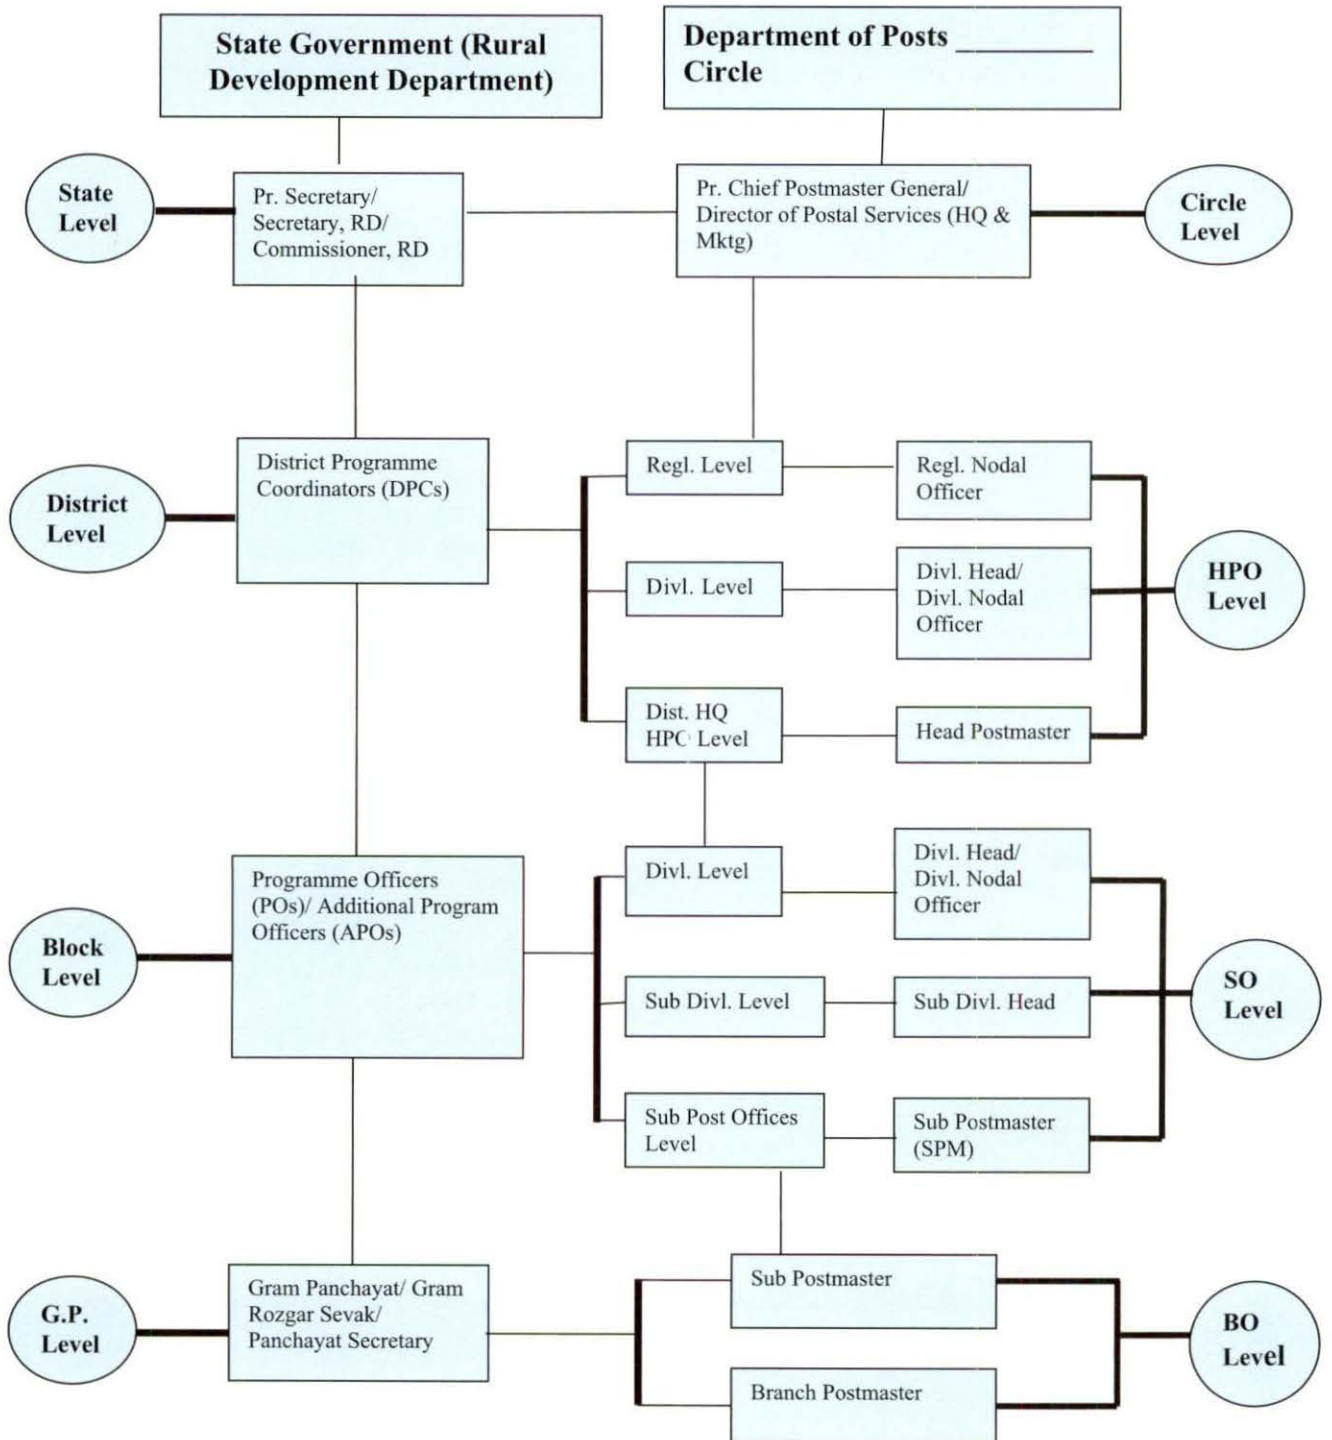 State Government (Rural
Development Department)
Department of Posts __________
Circle
State
Level
Pr. Secretary/
Secretary, RD/
Commissioner, RD
Pr. Chief Postmaster General/
Director of Postal Services (HQ &
Mktg)
Circle
Level
District
Level
District Programme
Coordinators (DPCs)
Regl. Level
Regl. Nodal
Officer
Divl. Level
Divl. Head/
Divl. Nodal
Officer
HPO
Level
Dist. HQ
HPO Level
Head Postmaster
Block
Level
Programme Officers
(POs)/ Additional Program
Officers (APOs)
Divl. Level
Divl. Head/
Divl. Nodal
Officer
Sub Divl. Level
Sub Divl. Head
SO
Level
Sub Post Offices
Level
Sub Postmaster
(SPM)
G.P.
Level
Gram Panchayat/ Gram
Rozgar Sevak/
Panchayat Secretary
Sub Postmaster
Branch Postmaster
BO
Level